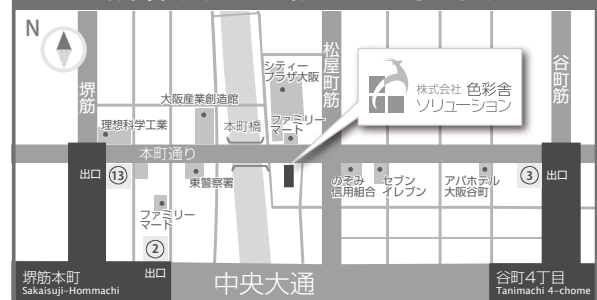 N
堺筋
松屋町筋
谷町筋
シティー
プラザ大阪
株式会社 色彩舎
ソリューション
大阪産業創造館
理想科学工業
本町橋
ファミリー
マート
本町通り
出口
⑬
東警察署
のぞみ
信用組合
セブン
イレブン
アパホテル
大阪谷町
③
出口
ファミリー
マート
②
出口
堺筋本町
Sakaisuji-Hommachi
中央大通
谷町4丁目
Tanimachi 4-chome